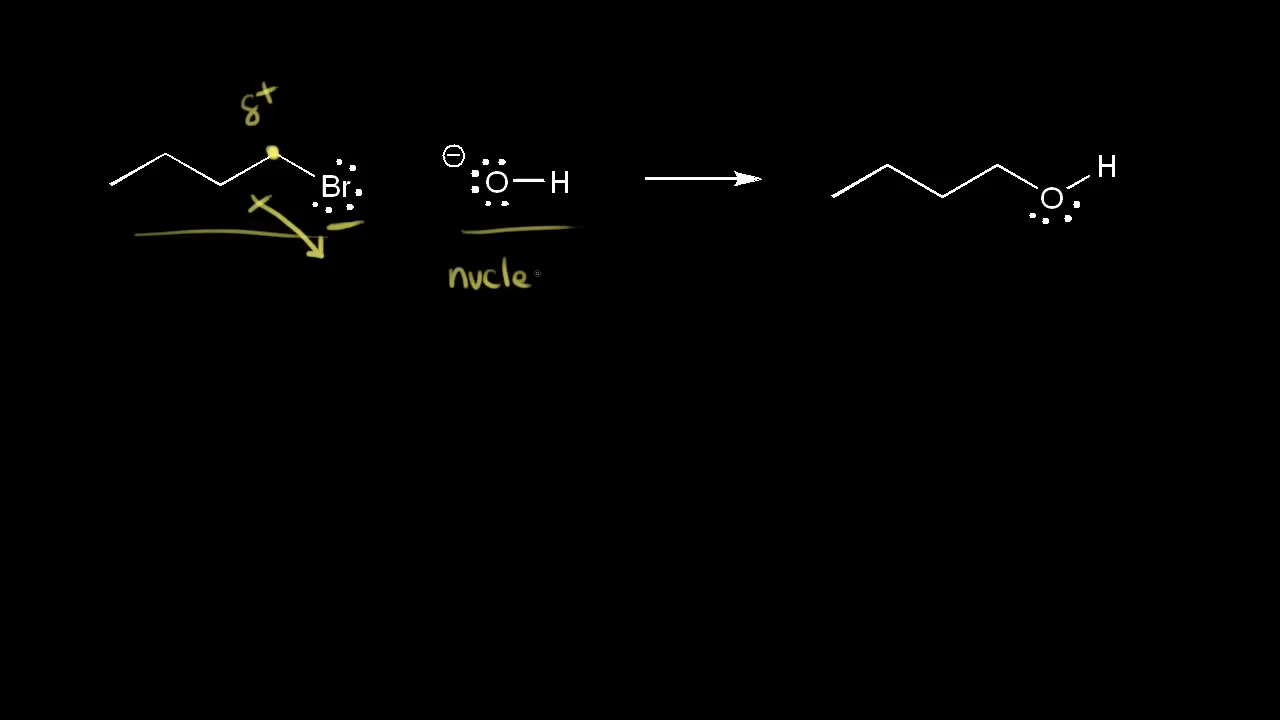 δ+
Br ⊖ O—H → O H
nucle